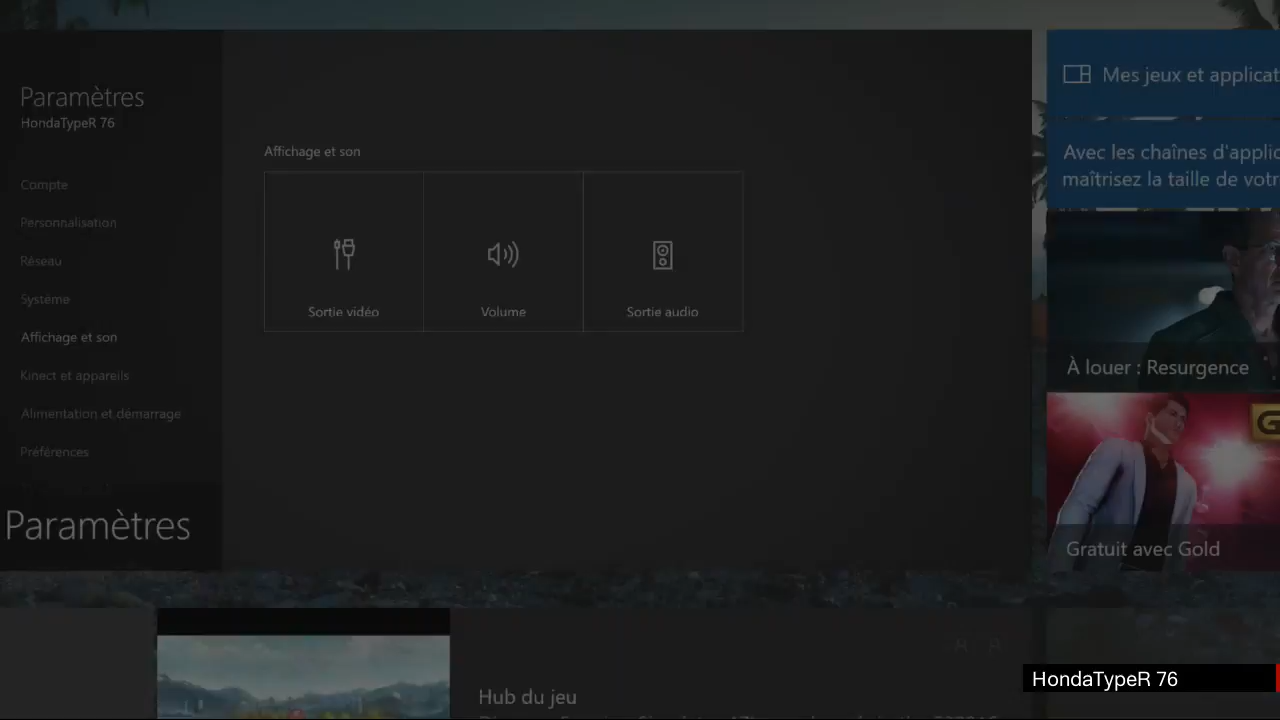 Paramètres
HondaTypeR 76
Compte
Personnalisation
Réseau
Système
Affichage et son
Kinect et appareils
Alimentation et démarrage
Préférences
Paramètres
Affichage et son
Sortie vidéo
Volume
Sortie audio
Mes jeux et applicat
Avec les chaînes d'applic
maîtrisez la taille de votr
À louer : Resurgence
G
Gratuit avec Gold
Hub du jeu
HondaTypeR 76